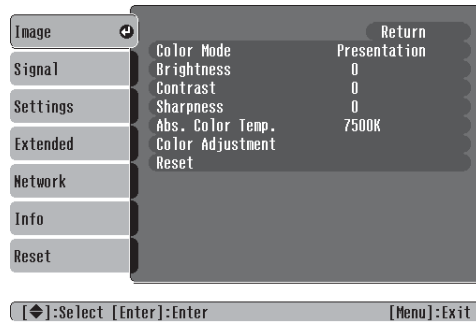 Image
Signal
Settings
Extended
Network
Info
Reset
Return
Color Mode Presentation
Brightness 0
Contrast 0
Sharpness 0
Abs. Color Temp. 7500K
Color Adjustment
Reset
[◆]:Select [Enter]:Enter [Menu]:Exit